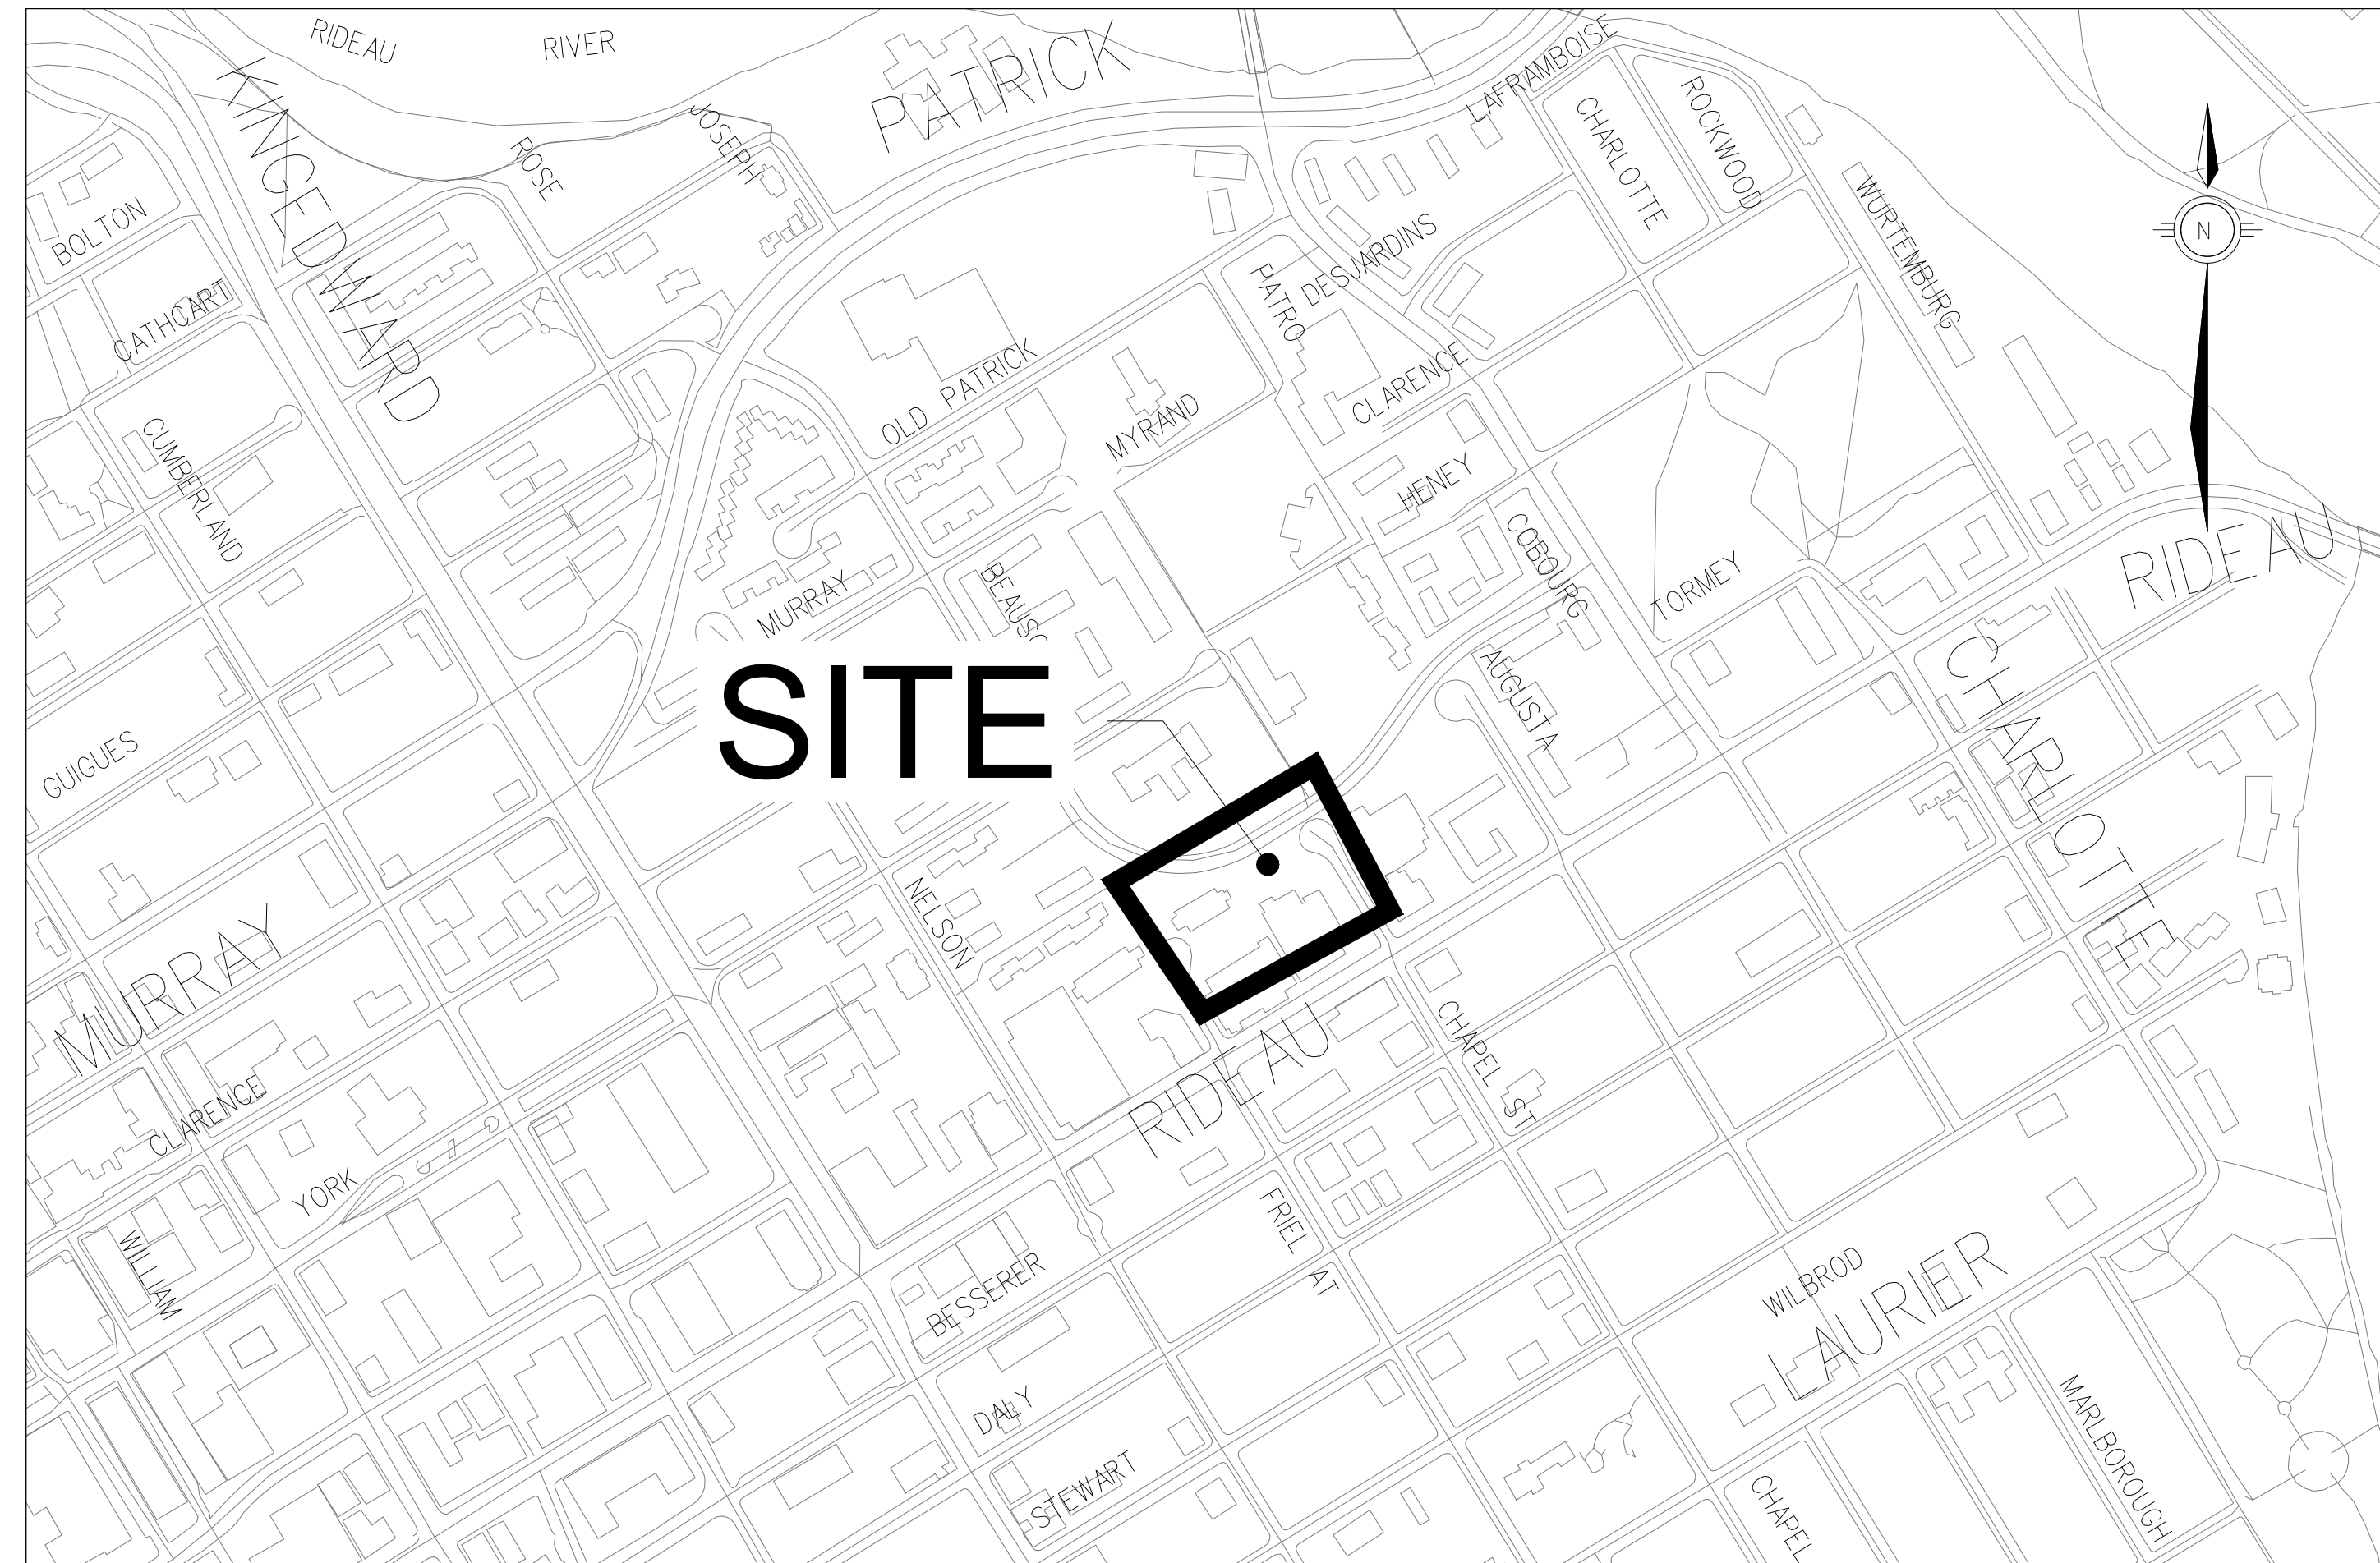 RIDEAU
RIVER
PATRICK
LAFRAMBOISE
KING EDWARD
ROSE
JOSEPH
CHARLOTTE
ROCKWOOD
BOLTON
WURTEMBURG
CATHCART
PATRO
DESJARDINS
N
OLD PATRICK
CLARENCE
MYRAND
CUMBERLAND
HENEY
COBOURG
RIDEAU
MURRAY
BEAUSO
TORMEY
SITE
AUGUSTA
CHARLOTTE
GUIGUES
NELSON
MURRAY
RIDEAU
CHAPEL ST
CLARENCE
YORK
WILLIAM
FRIEL
AT
BESSERER
WILBROD
LAURIER
DALY
STEWART
MARLBOROUGH
CHAPEL